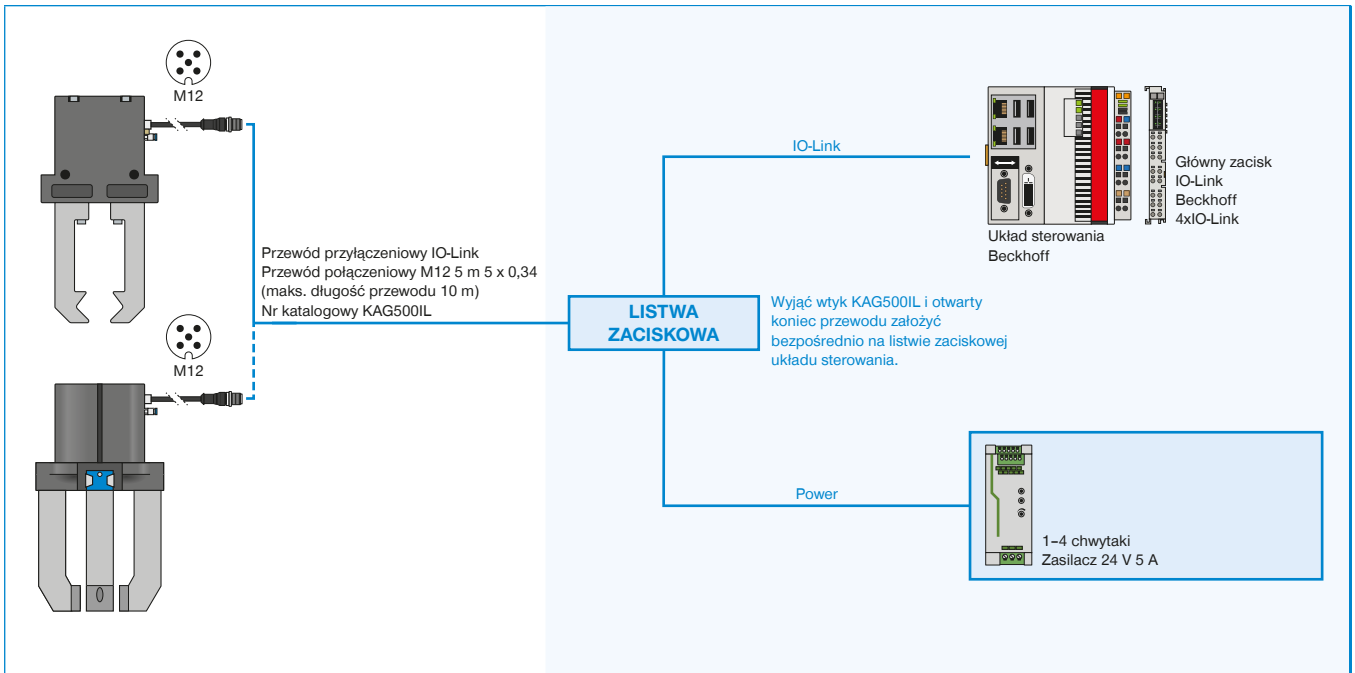 M12
Przewód przyłączeniowy IO-Link
Przewód połączeniowy M12 5 m 5 x 0,34
(maks. długość przewodu 10 m)
Nr katalogowy KAG500IL
M12
LISTWA
ZACISKOWA
Wyjąć wtyk KAG500IL i otwarty
koniec przewodu założyć
bezpośrednio na listwie zaciskowej
układu sterowania.
IO-Link
Układ sterowania
Beckhoff
Główny zacisk
IO-Link
Beckhoff
4xIO-Link
Power
1–4 chwytaki
Zasilacz 24 V 5 A